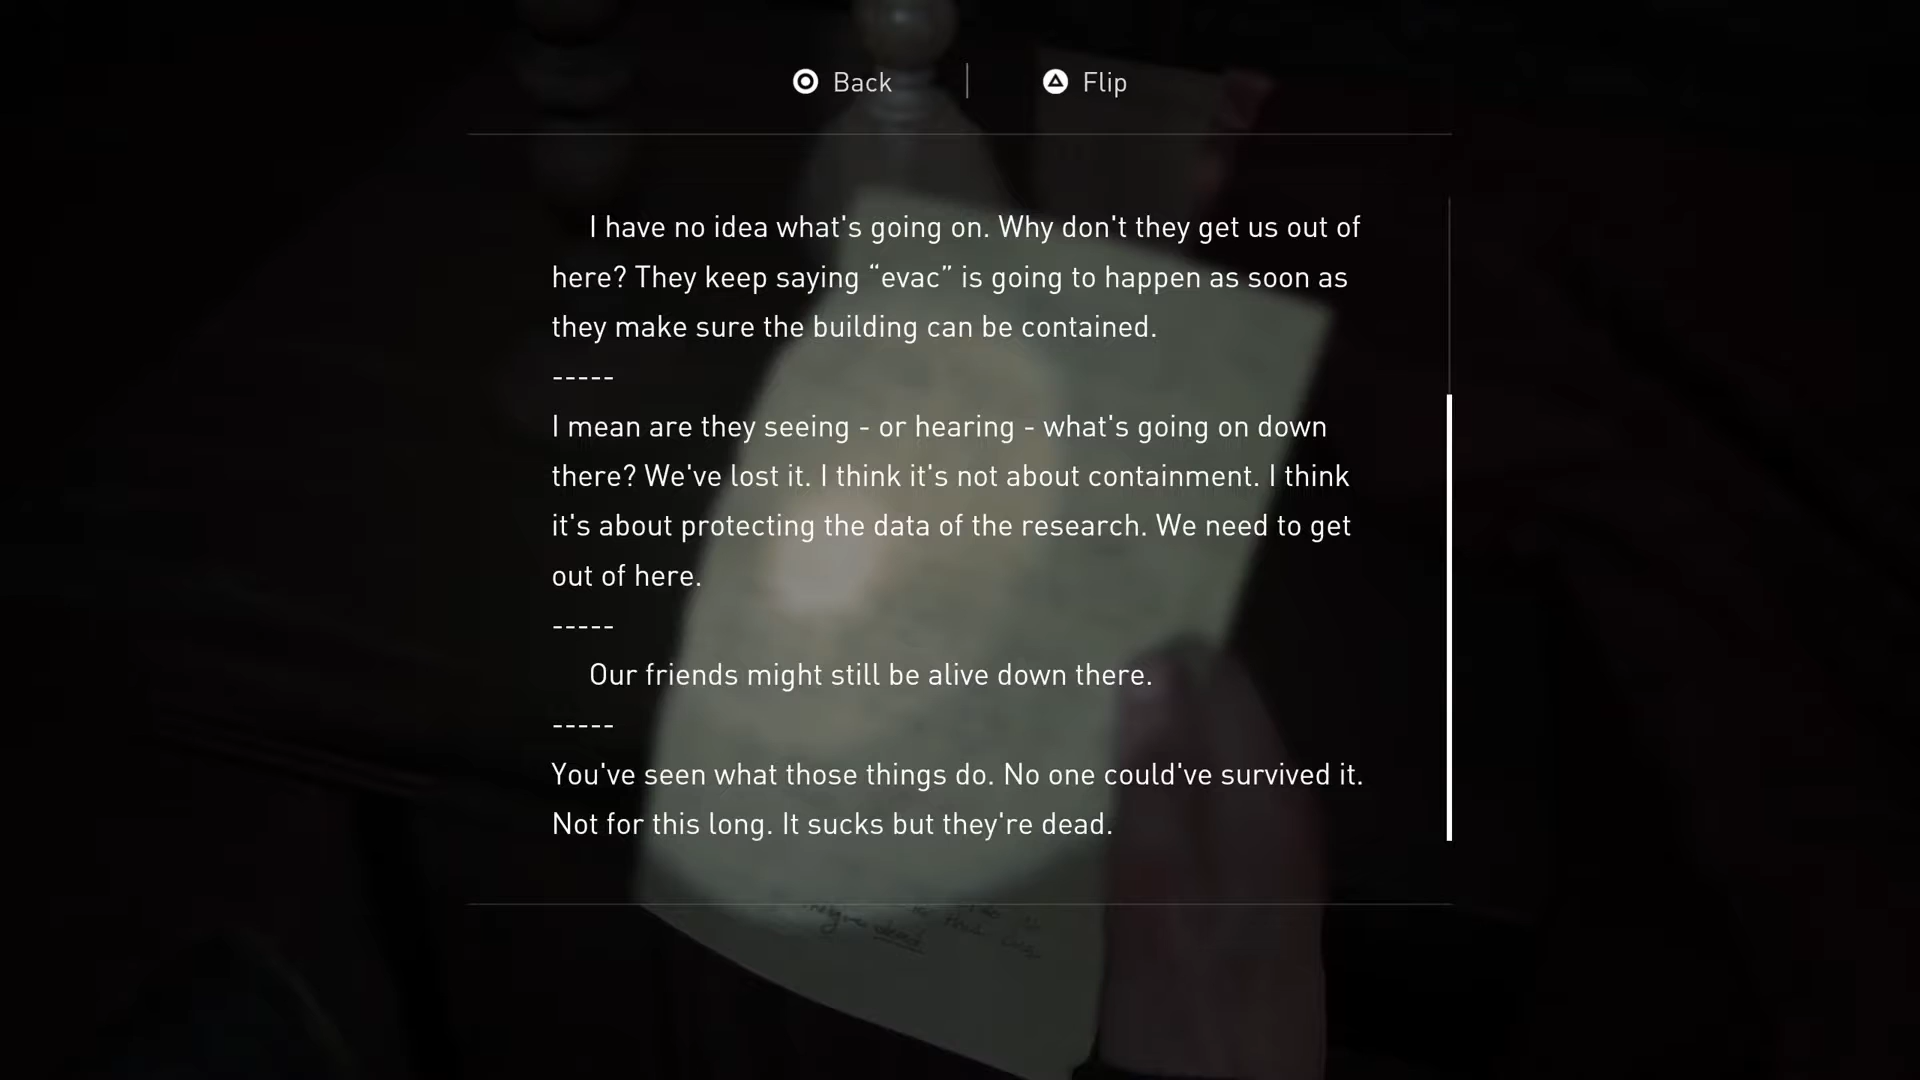 Back
Flip
I have no idea what's going on. Why don't they get us out of
here? They keep saying “evac” is going to happen as soon as
they make sure the building can be contained.
-----
I mean are they seeing - or hearing - what's going on down
there? We've lost it. I think it's not about containment. I think
it's about protecting the data of the research. We need to get
out of here.
-----
Our friends might still be alive down there.
-----
You've seen what those things do. No one could've survived it.
Not for this long. It sucks but they're dead.